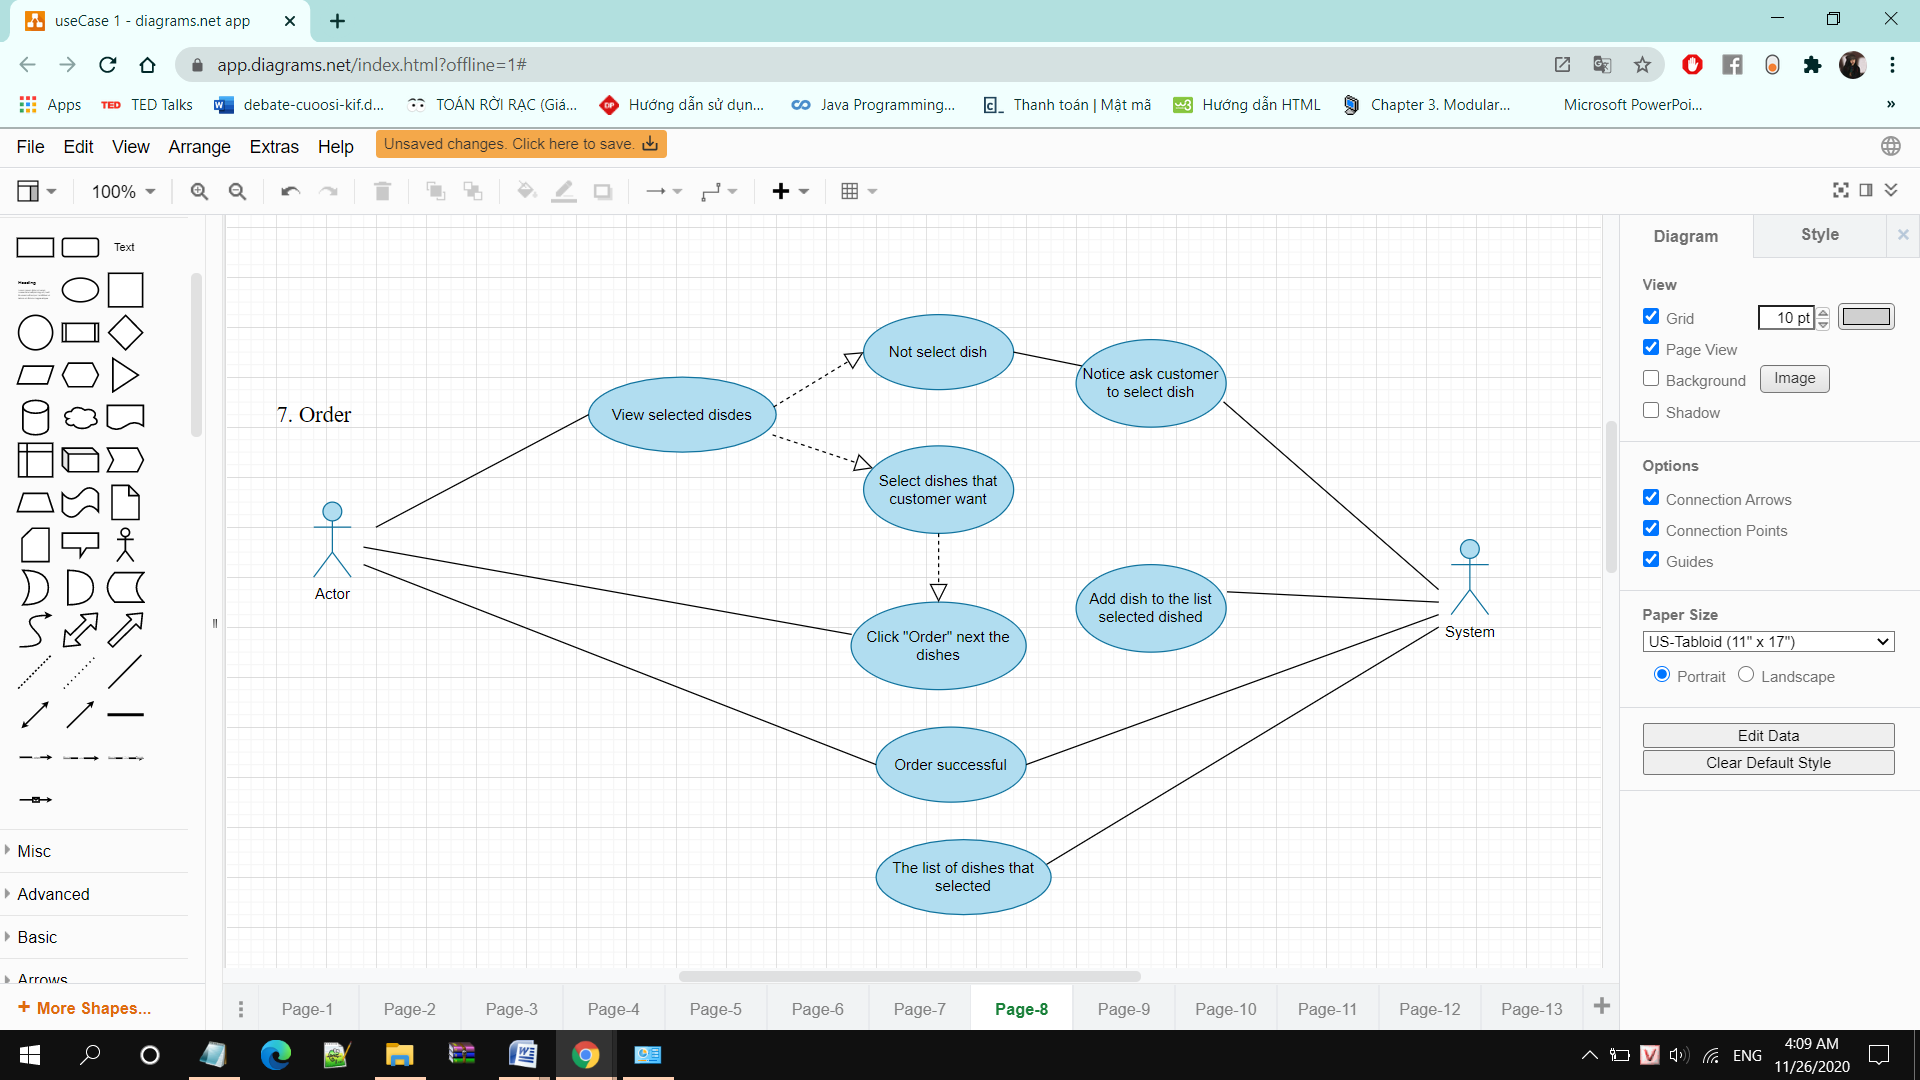 useCase 1 - diagrams.net app
app.diagrams.net/index.html?offline=1#
Apps
TED TED Talks
debate-cuoosi-kif.d...
TOÁN RỜI RẠC (Giá...
Hướng dẫn sử dụn...
Java Programming...
Thanh toán | Mật mã
Hướng dẫn HTML
Chapter 3. Modular...
Microsoft PowerPoi...
File Edit View Arrange Extras Help
Unsaved changes. Click here to save.
100%
Text
Heading
Misc
Advanced
Basic
Arrows
+ More Shapes...
7. Order
Not select dish
Notice ask customer
to select dish
View selected disdes
Select dishes that
customer want
Actor
Add dish to the list
selected dished
System
Click "Order" next the
dishes
Order successful
The list of dishes that
selected
Diagram
Style
View
Grid
10 pt
Page View
Background
Image
Shadow
Options
Connection Arrows
Connection Points
Guides
Paper Size
US-Tabloid (11" x 17")
Portrait
Landscape
Edit Data
Clear Default Style
Page-1 Page-2 Page-3 Page-4 Page-5 Page-6 Page-7 Page-8 Page-9 Page-10 Page-11 Page-12 Page-13
ENG
4:09 AM
11/26/2020